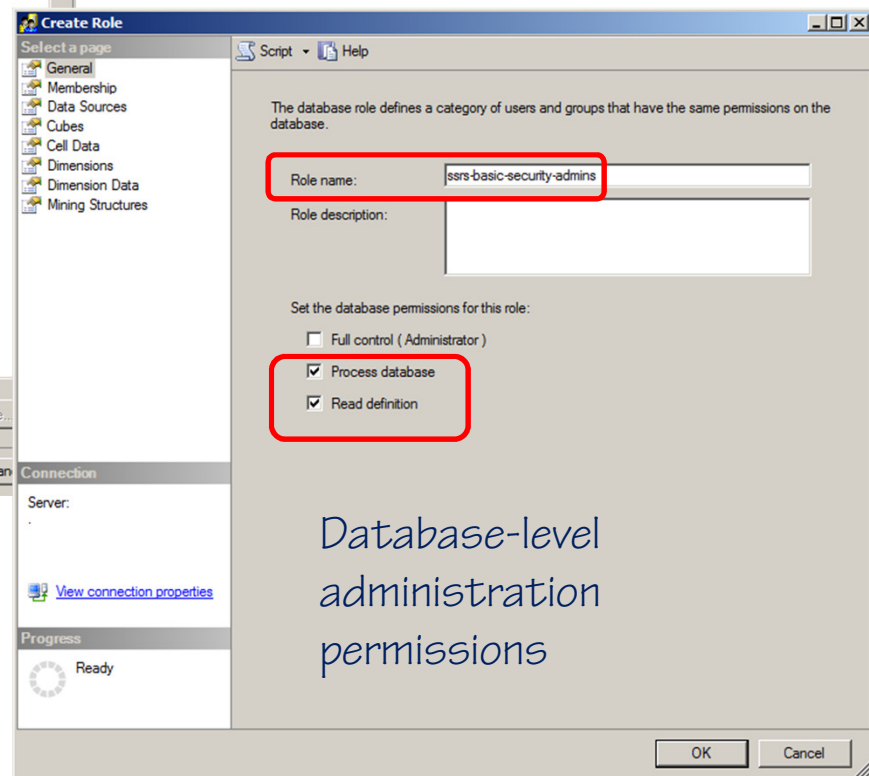 Create Role
Select a page
General
Membership
Data Sources
Cubes
Cell Data
Dimensions
Dimension Data
Mining Structures
Script
Help
The database role defines a category of users and groups that have the same permissions on the
database.
Role name:
ssrs-basic-security-admins
Role description:
Set the database permissions for this role:
Full control ( Administrator )
Process database
Read definition
Connection
Server:
.
View connection properties
Progress
Ready
Database-level
administration
permissions
OK
Cancel